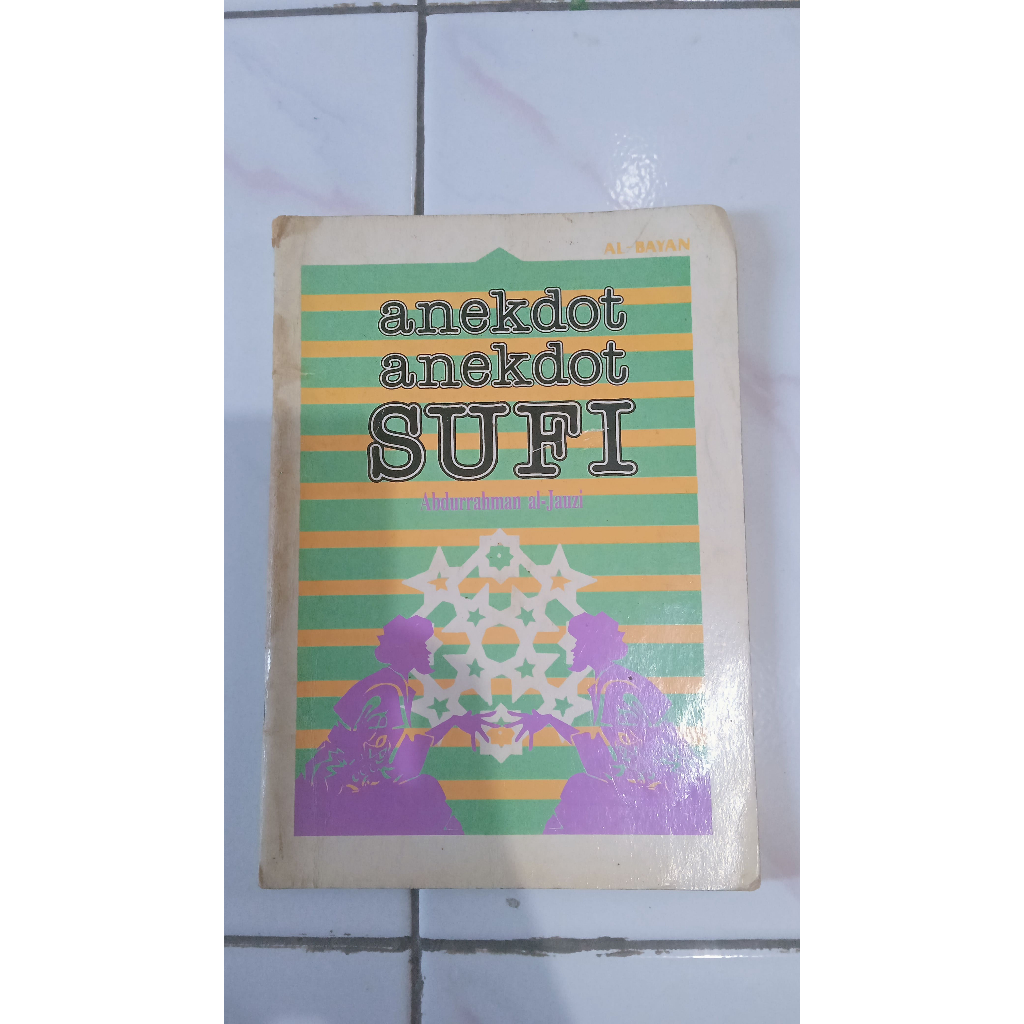 AL-BAYAN
anekdot
anekdot
SUFI
Abdurrahman al-Jauzi